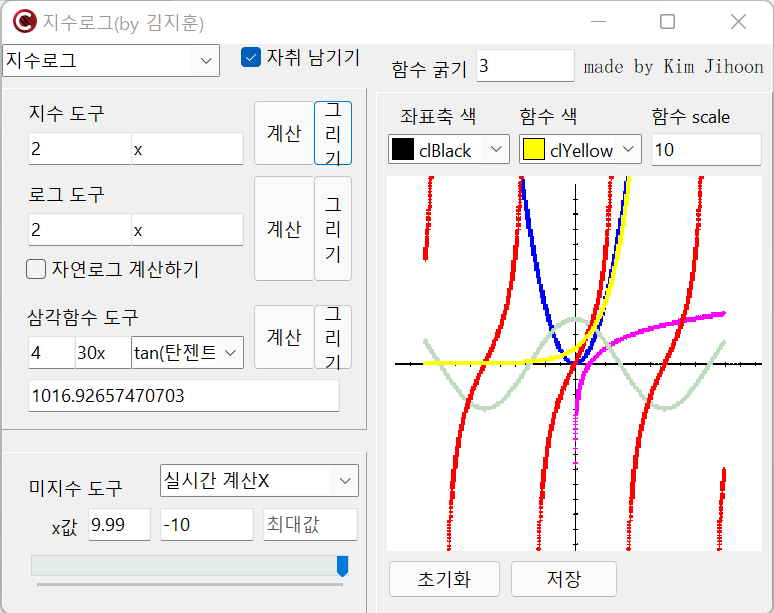 지수로그(by 김지훈)
지수로그
자취 남기기
함수 굵기 3 made by Kim Jihoon
지수 도구
2 x
계산 그리기
로그 도구
2 x
계산 그리기
자연로그 계산하기
삼각함수 도구
4 30x tan(탄젠트
계산 그리기
1016.92657470703
미지수 도구 실시간 계산X
x값 9.99 -10 최대값
좌표축 색 함수 색 함수 scale
clBlack clYellow 10
초기화 저장